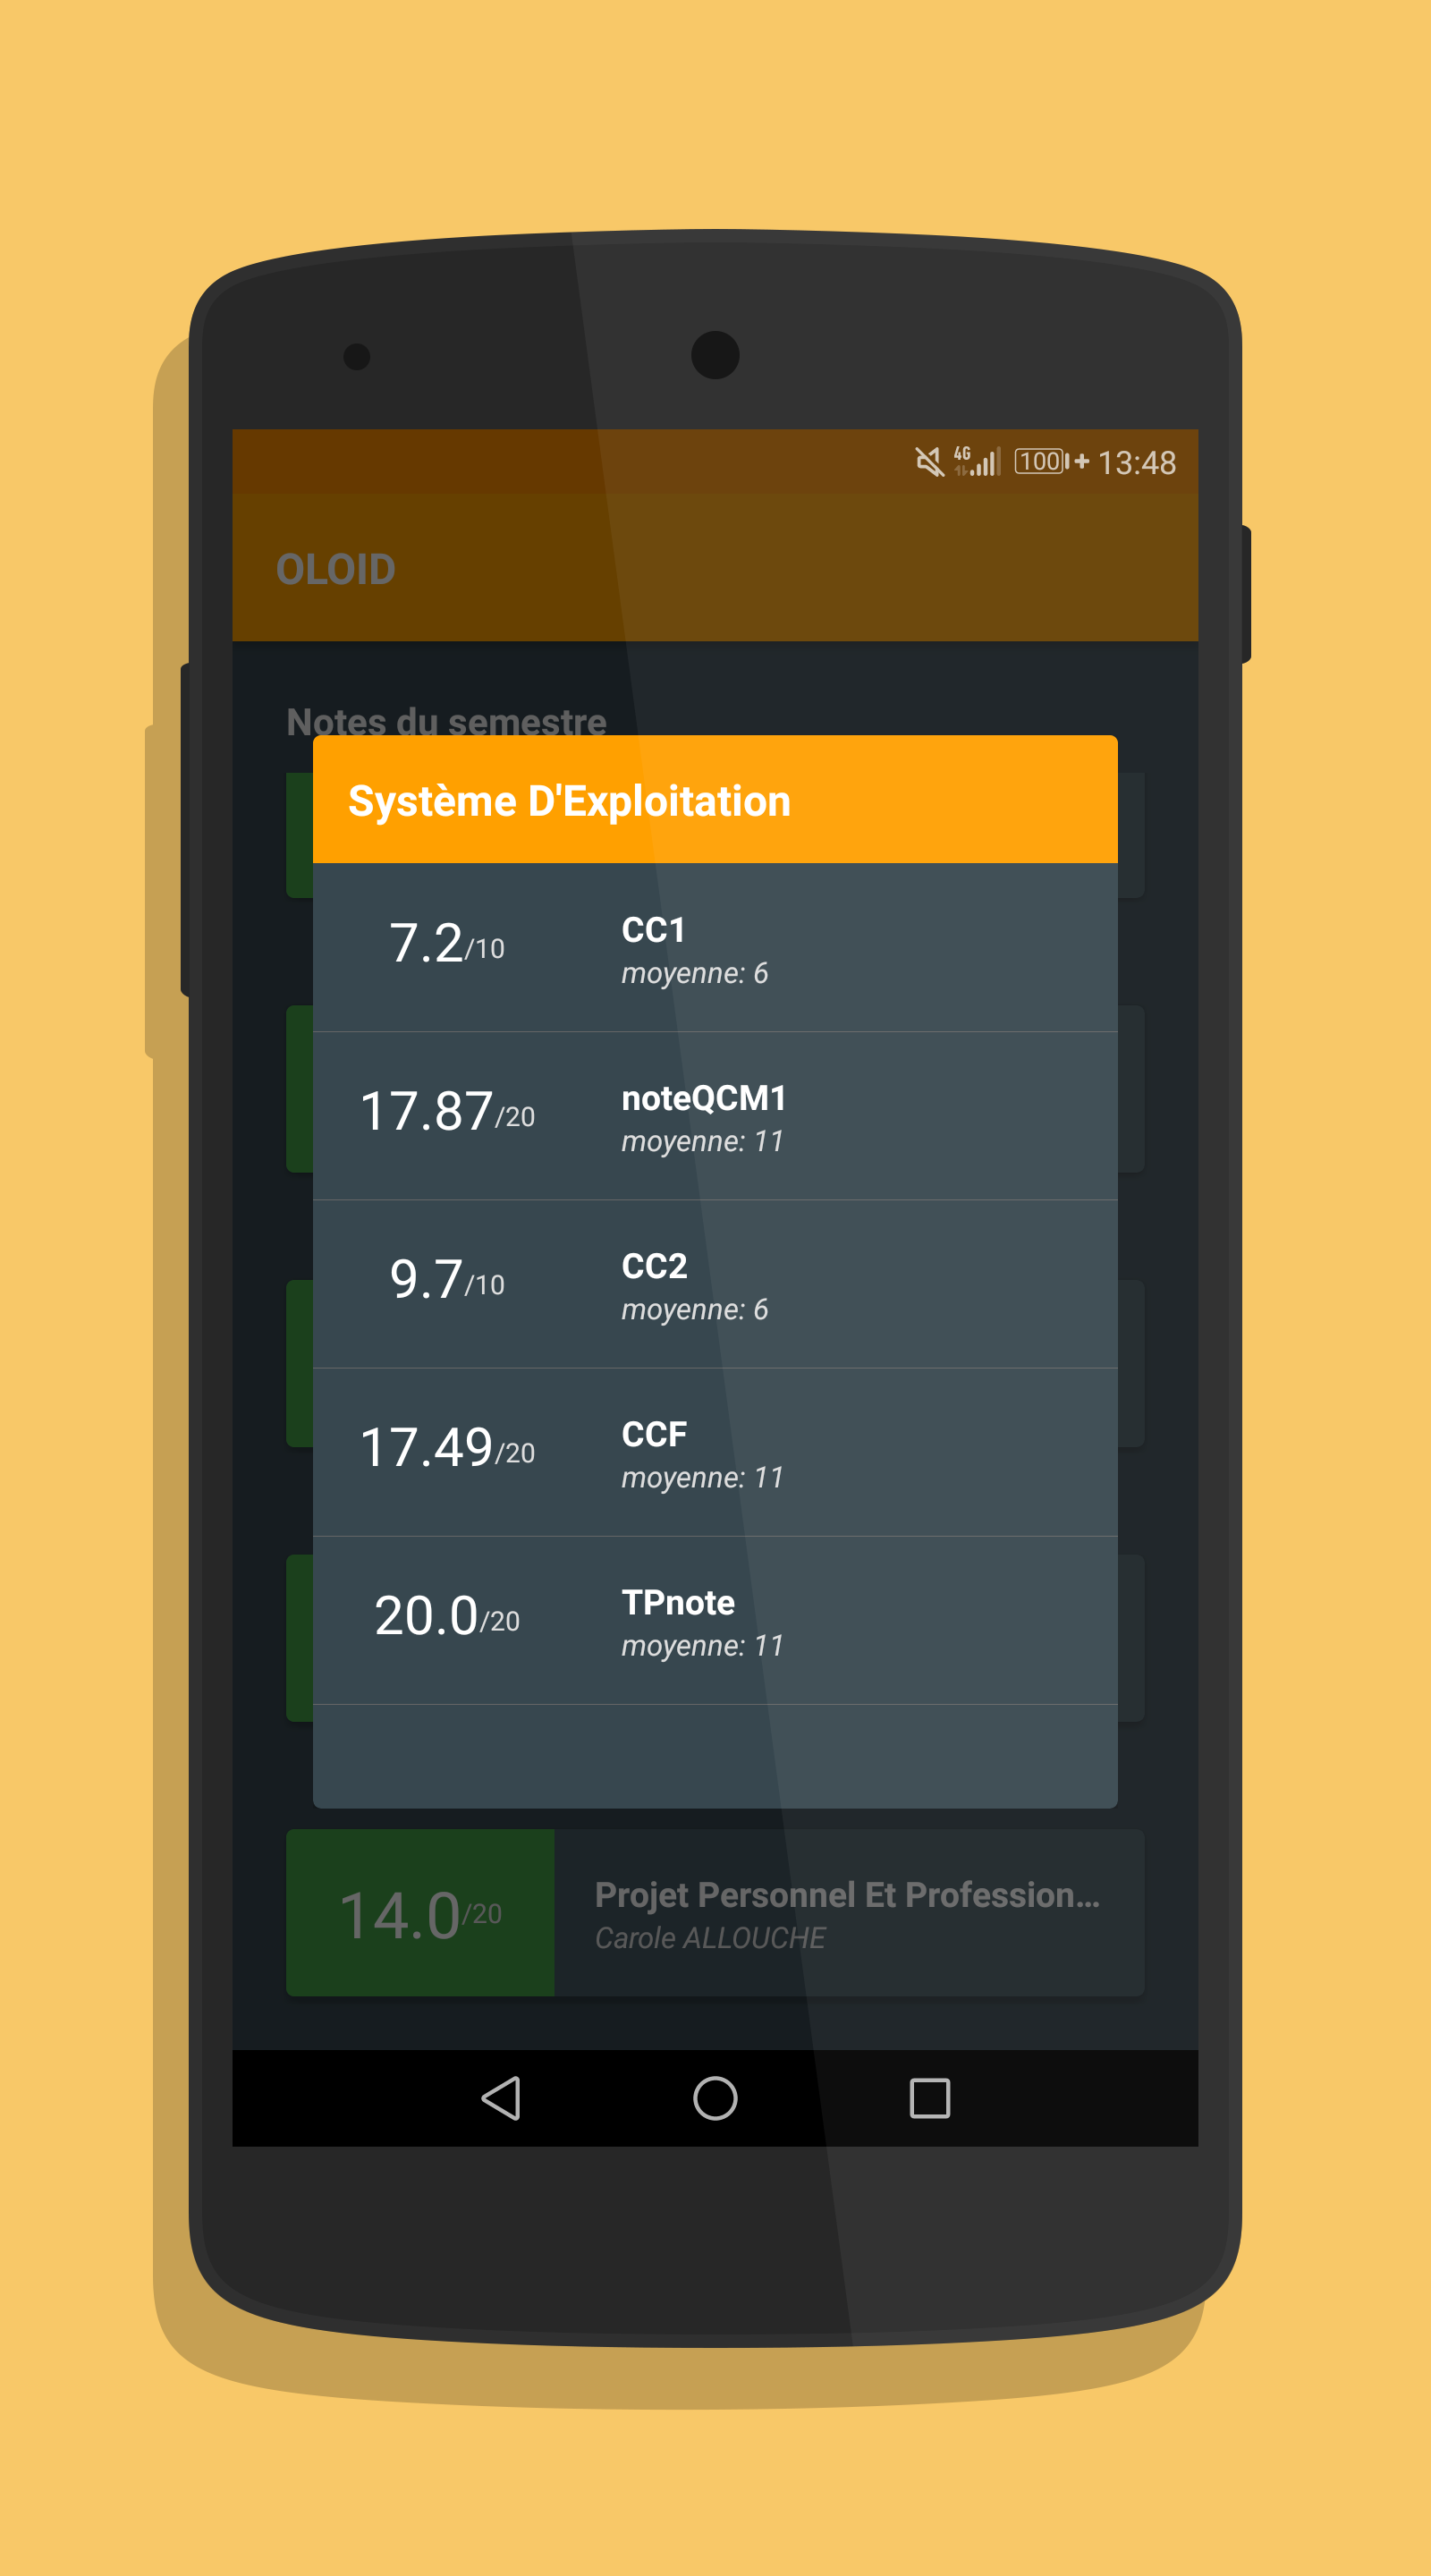 4G 100 13:48
OLOID
Notes du semestre
Système D'Exploitation
7.2/10
CC1
moyenne: 6
17.87/20
noteQCM1
moyenne: 11
9.7/10
CC2
moyenne: 6
17.49/20
CCF
moyenne: 11
20.0/20
TPnote
moyenne: 11
14.0/20
Projet Personnel Et Profession...
Carole ALLOUCHE